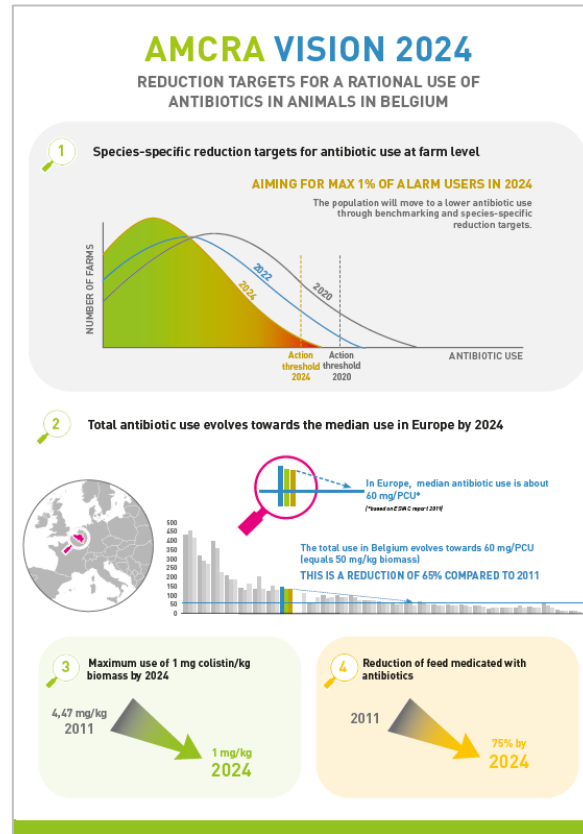 AMCRA VISION 2024
REDUCTION TARGETS FOR A RATIONAL USE OF
ANTIBIOTICS IN ANIMALS IN BELGIUM
1
Species-specific reduction targets for antibiotic use at farm level
AIMING FOR MAX 1% OF ALARM USERS IN 2024
The population will move to a lower antibiotic use
through benchmarking and species-specific
reduction targets.
NUMBER OF FARMS
2022
2024
2020
ANTIBIOTIC USE
Action
threshold
2024
Action
threshold
2020
2
Total antibiotic use evolves towards the median use in Europe by 2024
In Europe, median antibiotic use is about
60 mg/PCU*
(*based on ESVAC report 2019)
500
450
400
350
300
250
200
150
100
50
0
The total use in Belgium evolves towards 60 mg/PCU
(equals 50 mg/kg biomass)
THIS IS A REDUCTION OF 65% COMPARED TO 2011
3
Maximum use of 1 mg colistin/kg
biomass by 2024
4,47 mg/kg
2011
1 mg/kg
2024
4
Reduction of feed medicated with
antibiotics
2011
75% by
2024